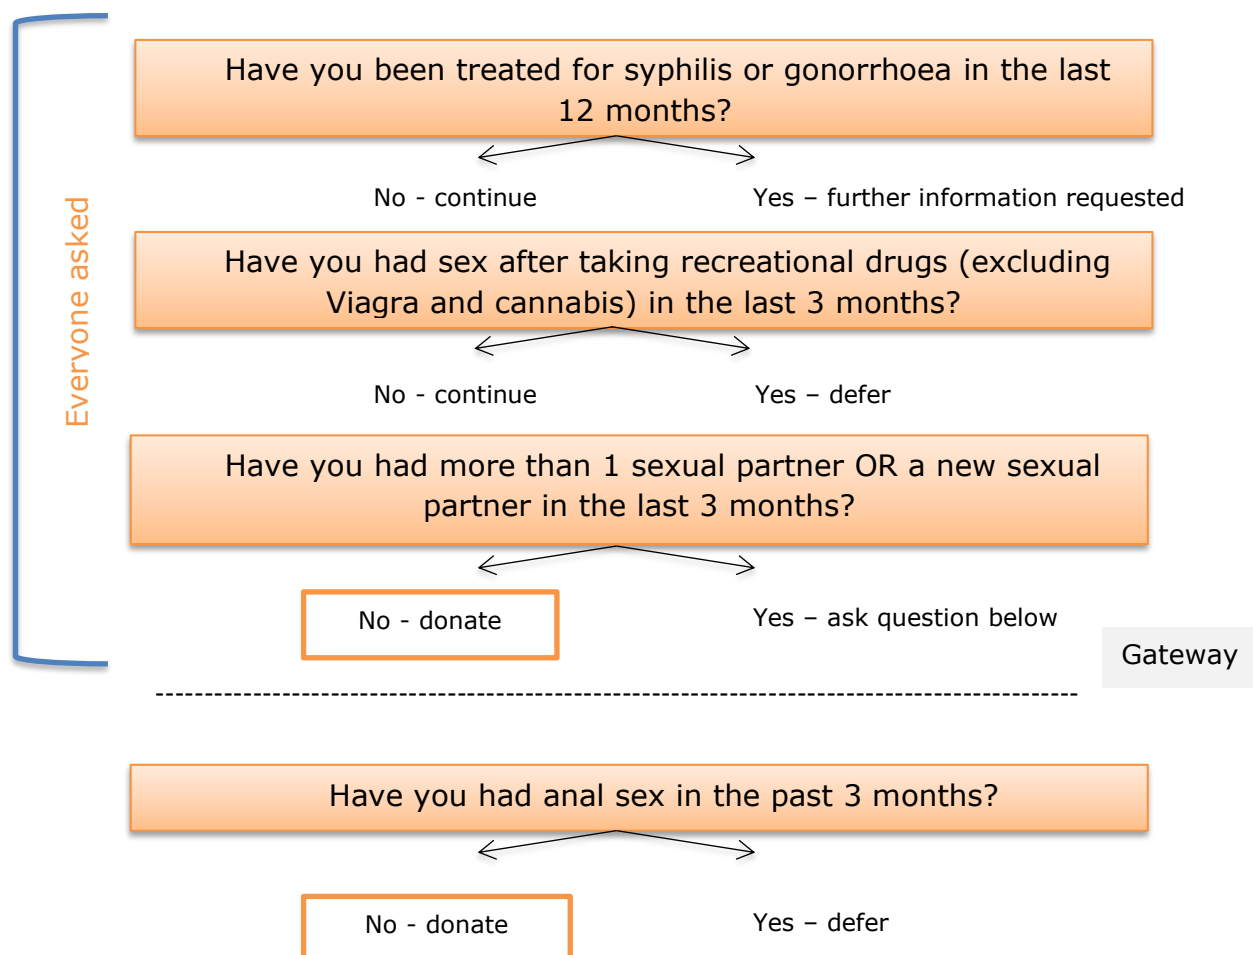 Have you been treated for syphilis or gonorrhoea in the last
12 months?
No - continue
Yes – further information requested
Everyone asked
Have you had sex after taking recreational drugs (excluding
Viagra and cannabis) in the last 3 months?
No - continue
Yes – defer
Have you had more than 1 sexual partner OR a new sexual
partner in the last 3 months?
No - donate
Yes – ask question below
Gateway
--------------------------------------------------------------------------
Have you had anal sex in the past 3 months?
No - donate
Yes – defer